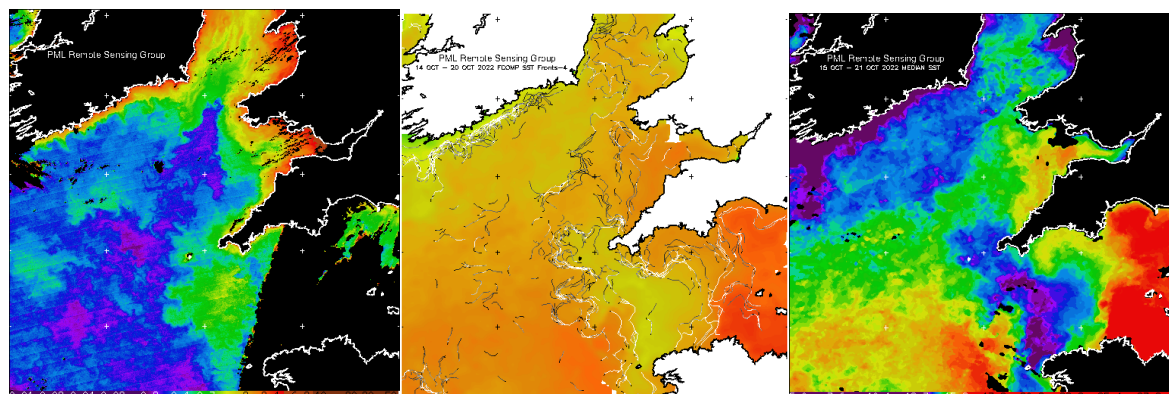 PML Remote Sensing Group
PML Remote Sensing Group
14 OCT – 20 OCT 2022 FDOMP SST Fronts–4
PML Remote Sensing Group
15 OCT – 21 OCT 2022 MEDIAN SST